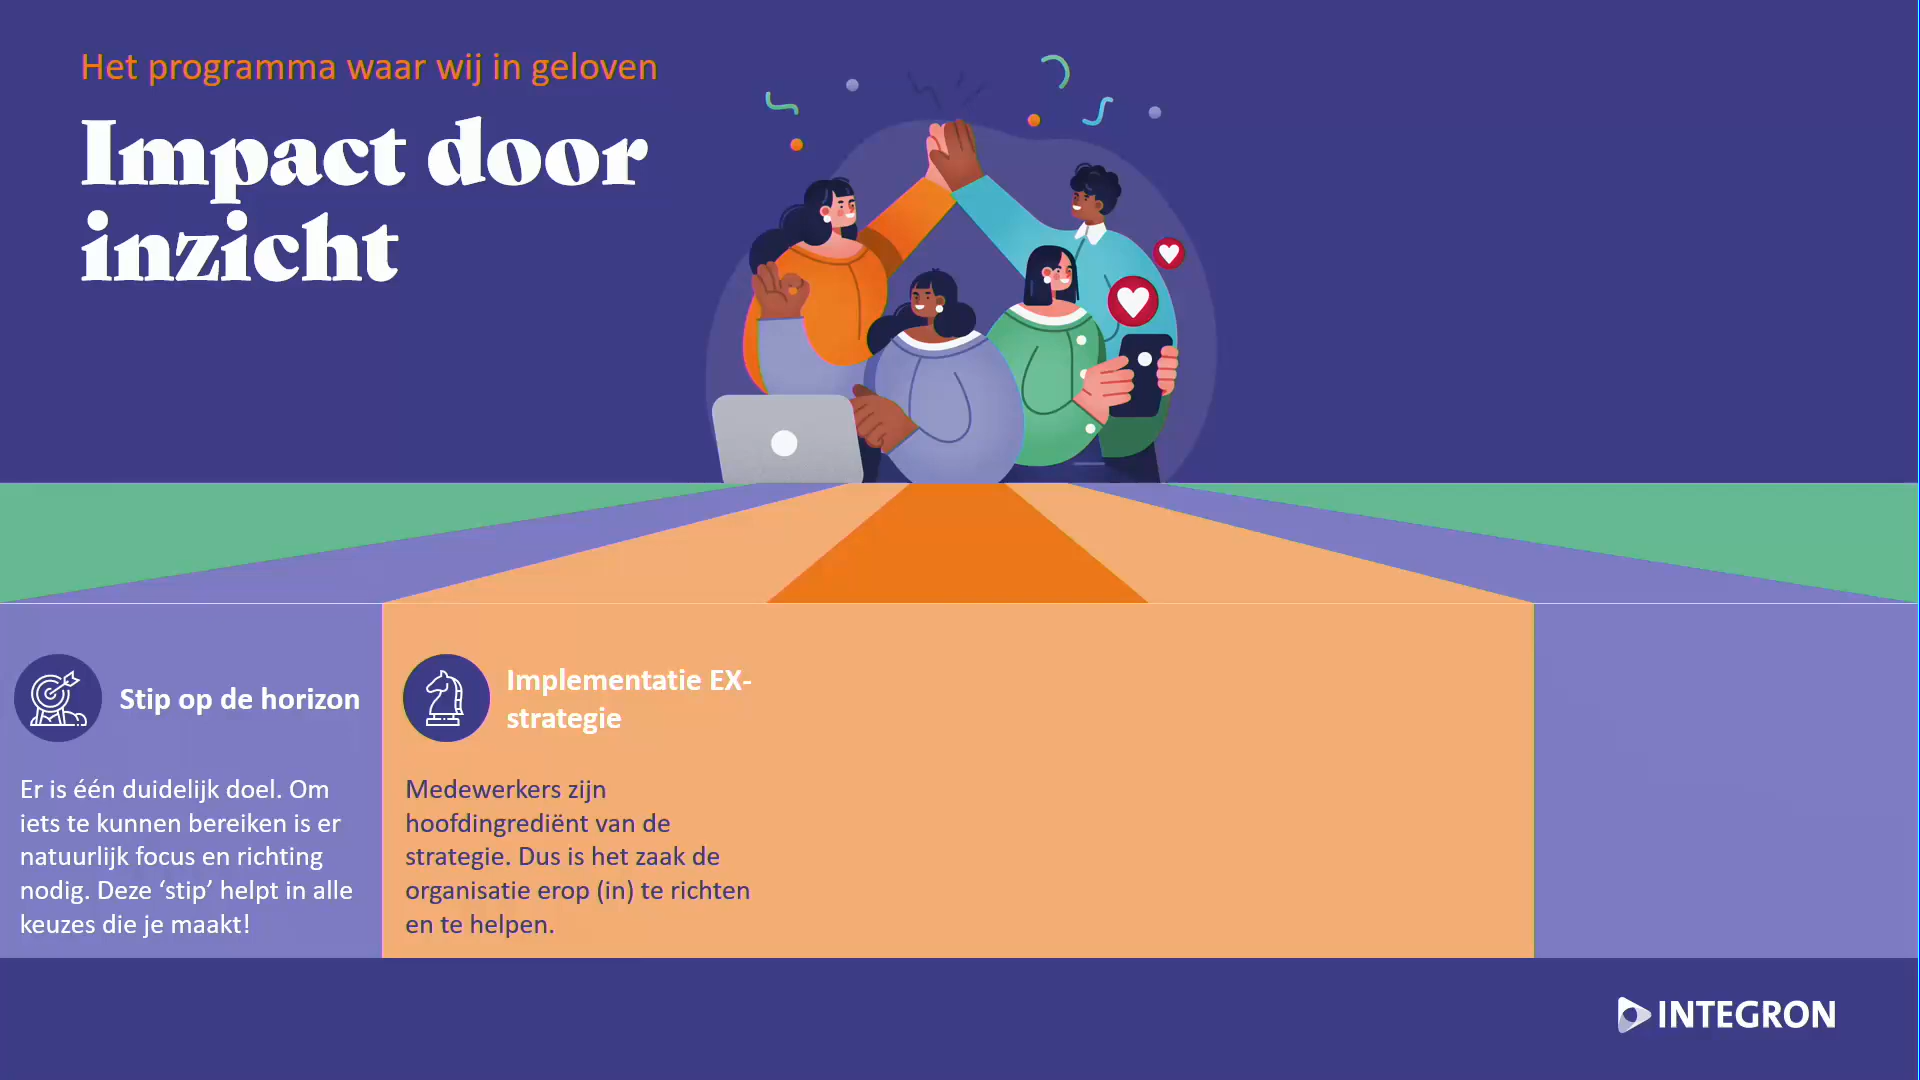 Het programma waar wij in geloven
Impact door
inzicht
Stip op de horizon
Er is één duidelijk doel. Om
iets te kunnen bereiken is er
natuurlijk focus en richting
nodig. Deze ‘stip’ helpt in alle
keuzes die je maakt!
Implementatie EX-
strategie
Medewerkers zijn
hoofdingrediënt van de
strategie. Dus is het zaak de
organisatie erop (in) te richten
en te helpen.
INTEGRON